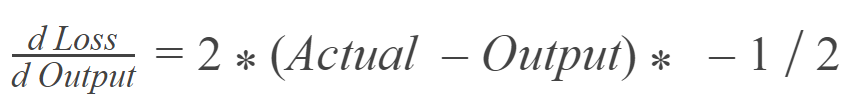 d Loss
d Output = 2 * (Actual – Output) * – 1 / 2